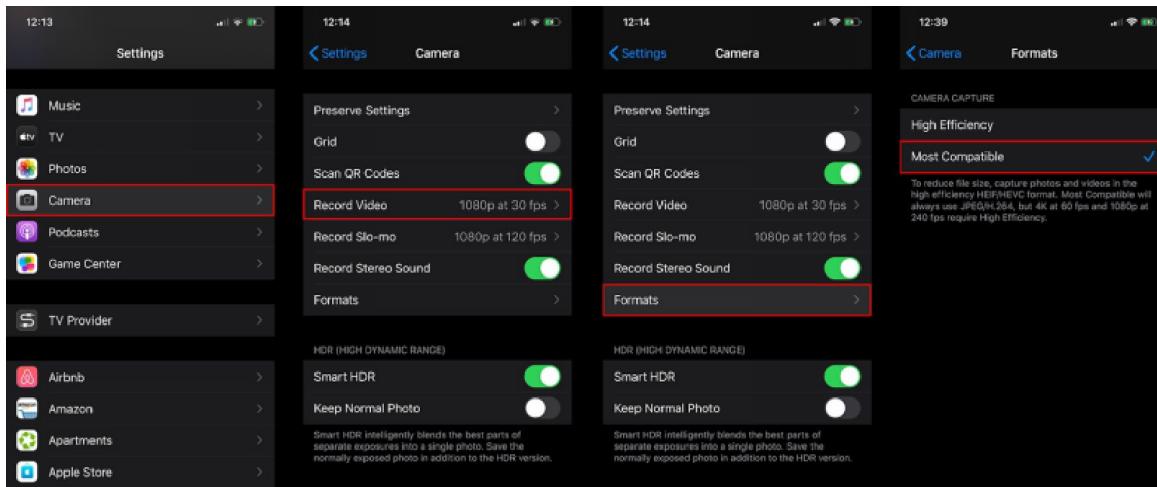 12:13
Settings
Music
tv TV
Photos
Camera
Podcasts
Game Center
TV Provider
Airbnb
Amazon
Apartments
Apple Store
12:14
Settings Camera
Preserve Settings
Grid
Scan QR Codes
Record Video 1080p at 30 fps
Record Slo-mo 1080p at 120 fps
Record Stereo Sound
Formats
HDR (HIGH DYNAMIC RANGE)
Smart HDR
Keep Normal Photo
Smart HDR intelligently blends the best parts of
separate exposures into a single photo. Save the
normally exposed photo in addition to the HDR version.
12:14
Settings Camera
Preserve Settings
Grid
Scan QR Codes
Record Video 1080p at 30 fps
Record Slo-mo 1080p at 120 fps
Record Stereo Sound
Formats
HDR (HIGH DYNAMIC RANGE)
Smart HDR
Keep Normal Photo
Smart HDR intelligently blends the best parts of
separate exposures into a single photo. Save the
normally exposed photo in addition to the HDR version.
12:39
Camera Formats
CAMERA CAPTURE
High Efficiency
Most Compatible
To reduce file size, capture photos and videos in the
high efficiency HEIF/HEVC format. Most Compatible will
always use JPEG/H.264, but 4K at 60 fps and 1080p at
240 fps require High Efficiency.